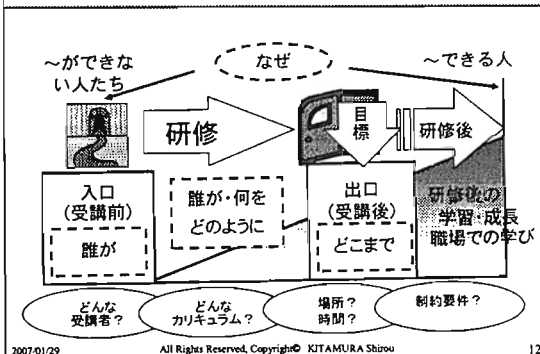 ～ができな
い人たち
なぜ
～できる人
研修
目
標
研修後
入口
(受講前)
誰が
誰が・何を
どのように
出口
(受講後)
どこまで
研修後の
学習・成長
職場での学び
どんな
受講者？
どんな
カリキュラム？
場所？
時間？
制約要件？
2007/01/29
All Rights Reserved, Copyright© KITAMURA Shirou
12